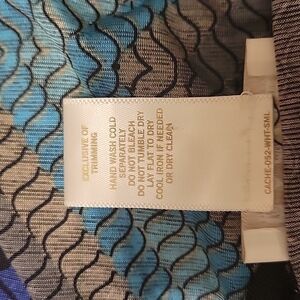 EXCLUSIVE OF
TRIMMING
HAND WASH COLD
SEPARATELY
DO NOT BLEACH
DO NOT TUMBLE DRY
LAY FLAT TO DRY
COOL IRON IF NEEDED
OR DRY CLEAN
CACHE-092-WHT-SML